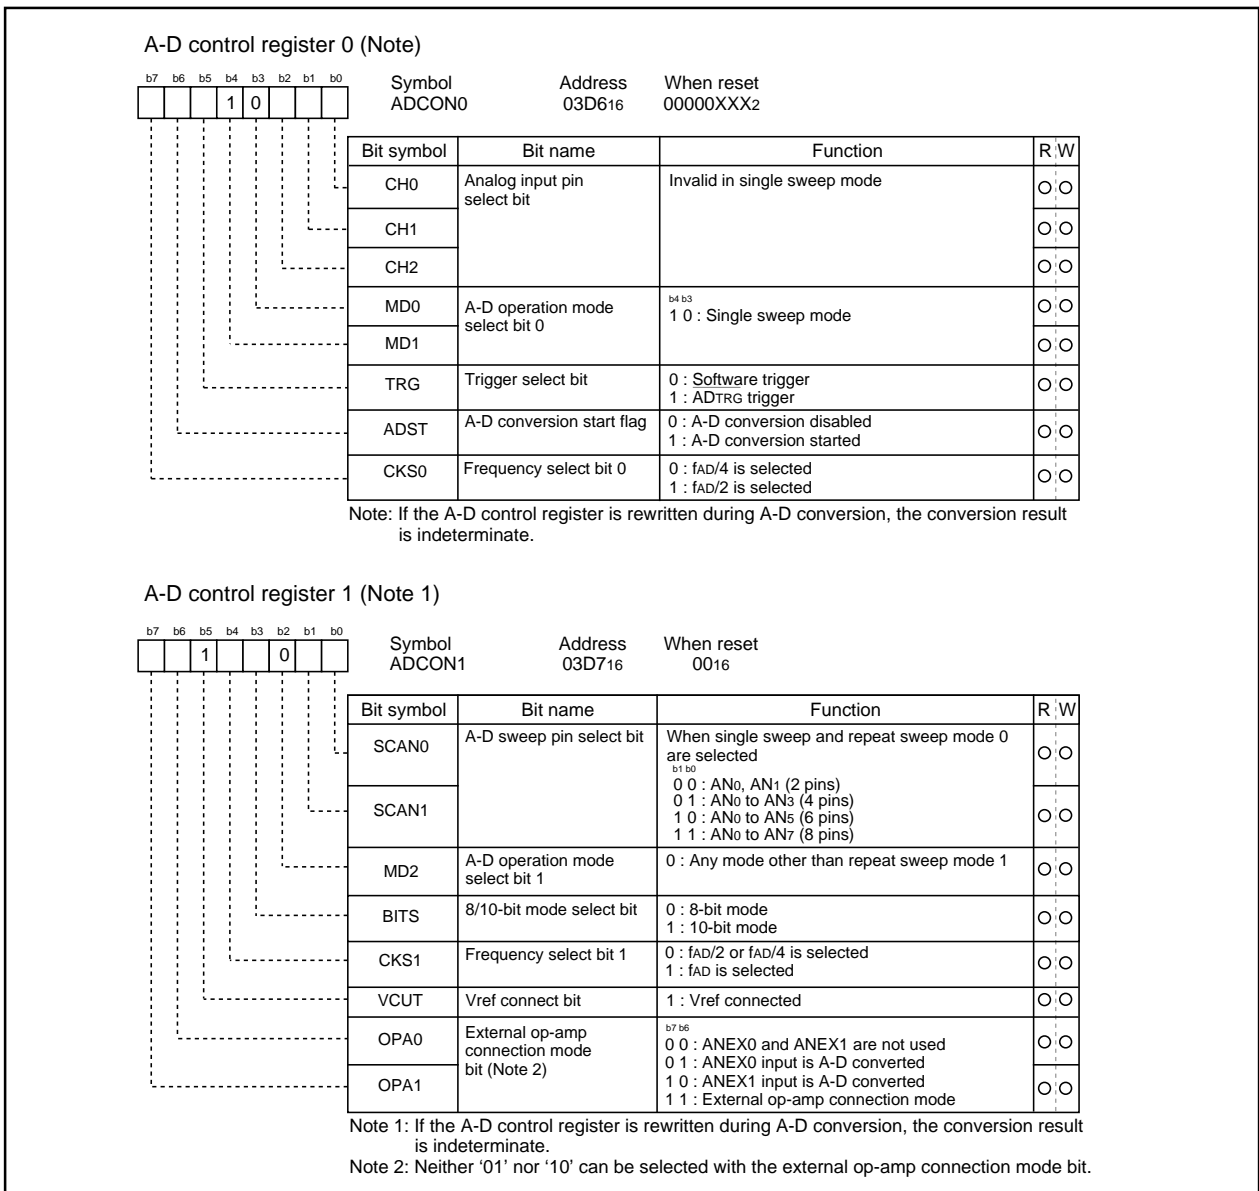 A-D control register 0 (Note)
b7 b6 b5 b4 b3 b2 b1 b0
1 0
Symbol Address When reset
ADCON0 03D616 00000XXX2
Bit symbol Bit name Function R W
CH0 Analog input pin select bit Invalid in single sweep mode
CH1
CH2
MD0 A-D operation mode select bit 0
b4 b3
1 0 : Single sweep mode
MD1
TRG Trigger select bit 0 : Software trigger
1 : ADTRG trigger
ADST A-D conversion start flag 0 : A-D conversion disabled
1 : A-D conversion started
CKS0 Frequency select bit 0 0 : fAD/4 is selected
1 : fAD/2 is selected
Note: If the A-D control register is rewritten during A-D conversion, the conversion result
is indeterminate.
A-D control register 1 (Note 1)
b7 b6 b5 b4 b3 b2 b1 b0
1 0
Symbol Address When reset
ADCON1 03D716 0016
Bit symbol Bit name Function R W
SCAN0 A-D sweep pin select bit When single sweep and repeat sweep mode 0
are selected
b1 b0
0 0 : AN0, AN1 (2 pins)
0 1 : AN0 to AN3 (4 pins)
SCAN1 1 0 : AN0 to AN5 (6 pins)
1 1 : AN0 to AN7 (8 pins)
MD2 A-D operation mode select bit 1 0 : Any mode other than repeat sweep mode 1
BITS 8/10-bit mode select bit 0 : 8-bit mode
1 : 10-bit mode
CKS1 Frequency select bit 1 0 : fAD/2 or fAD/4 is selected
1 : fAD is selected
VCUT Vref connect bit 1 : Vref connected
OPA0 External op-amp connection mode bit (Note 2)
b7 b6
0 0 : ANEX0 and ANEX1 are not used
0 1 : ANEX0 input is A-D converted
OPA1 1 0 : ANEX1 input is A-D converted
1 1 : External op-amp connection mode
Note 1: If the A-D control register is rewritten during A-D conversion, the conversion result
is indeterminate.
Note 2: Neither ‘01’ nor ‘10’ can be selected with the external op-amp connection mode bit.